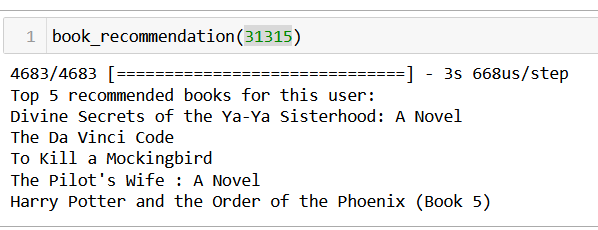 1 book_recommendation(31315)
4683/4683 [==============================] - 3s 668us/step
Top 5 recommended books for this user:
Divine Secrets of the Ya-Ya Sisterhood: A Novel
The Da Vinci Code
To Kill a Mockingbird
The Pilot's Wife : A Novel
Harry Potter and the Order of the Phoenix (Book 5)